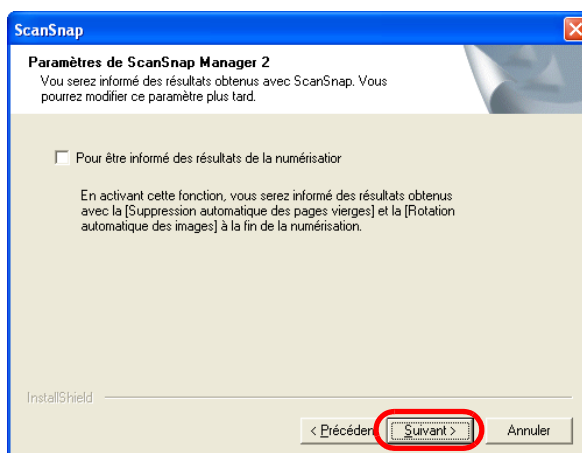 ScanSnap
Paramètres de ScanSnap Manager 2
Vou serez informé des résultats obtenus avec ScanSnap. Vous
pourrez modifier ce paramètre plus tard.
Pour être informé des résultats de la numérisatior
En activant cette fonction, vous serez informé des résultats obtenus
avec la [Suppression automatique des pages vierges] et la [Rotation
automatique des images] à la fin de la numérisation.
InstallShield
< Précéden Suivant > Annuler